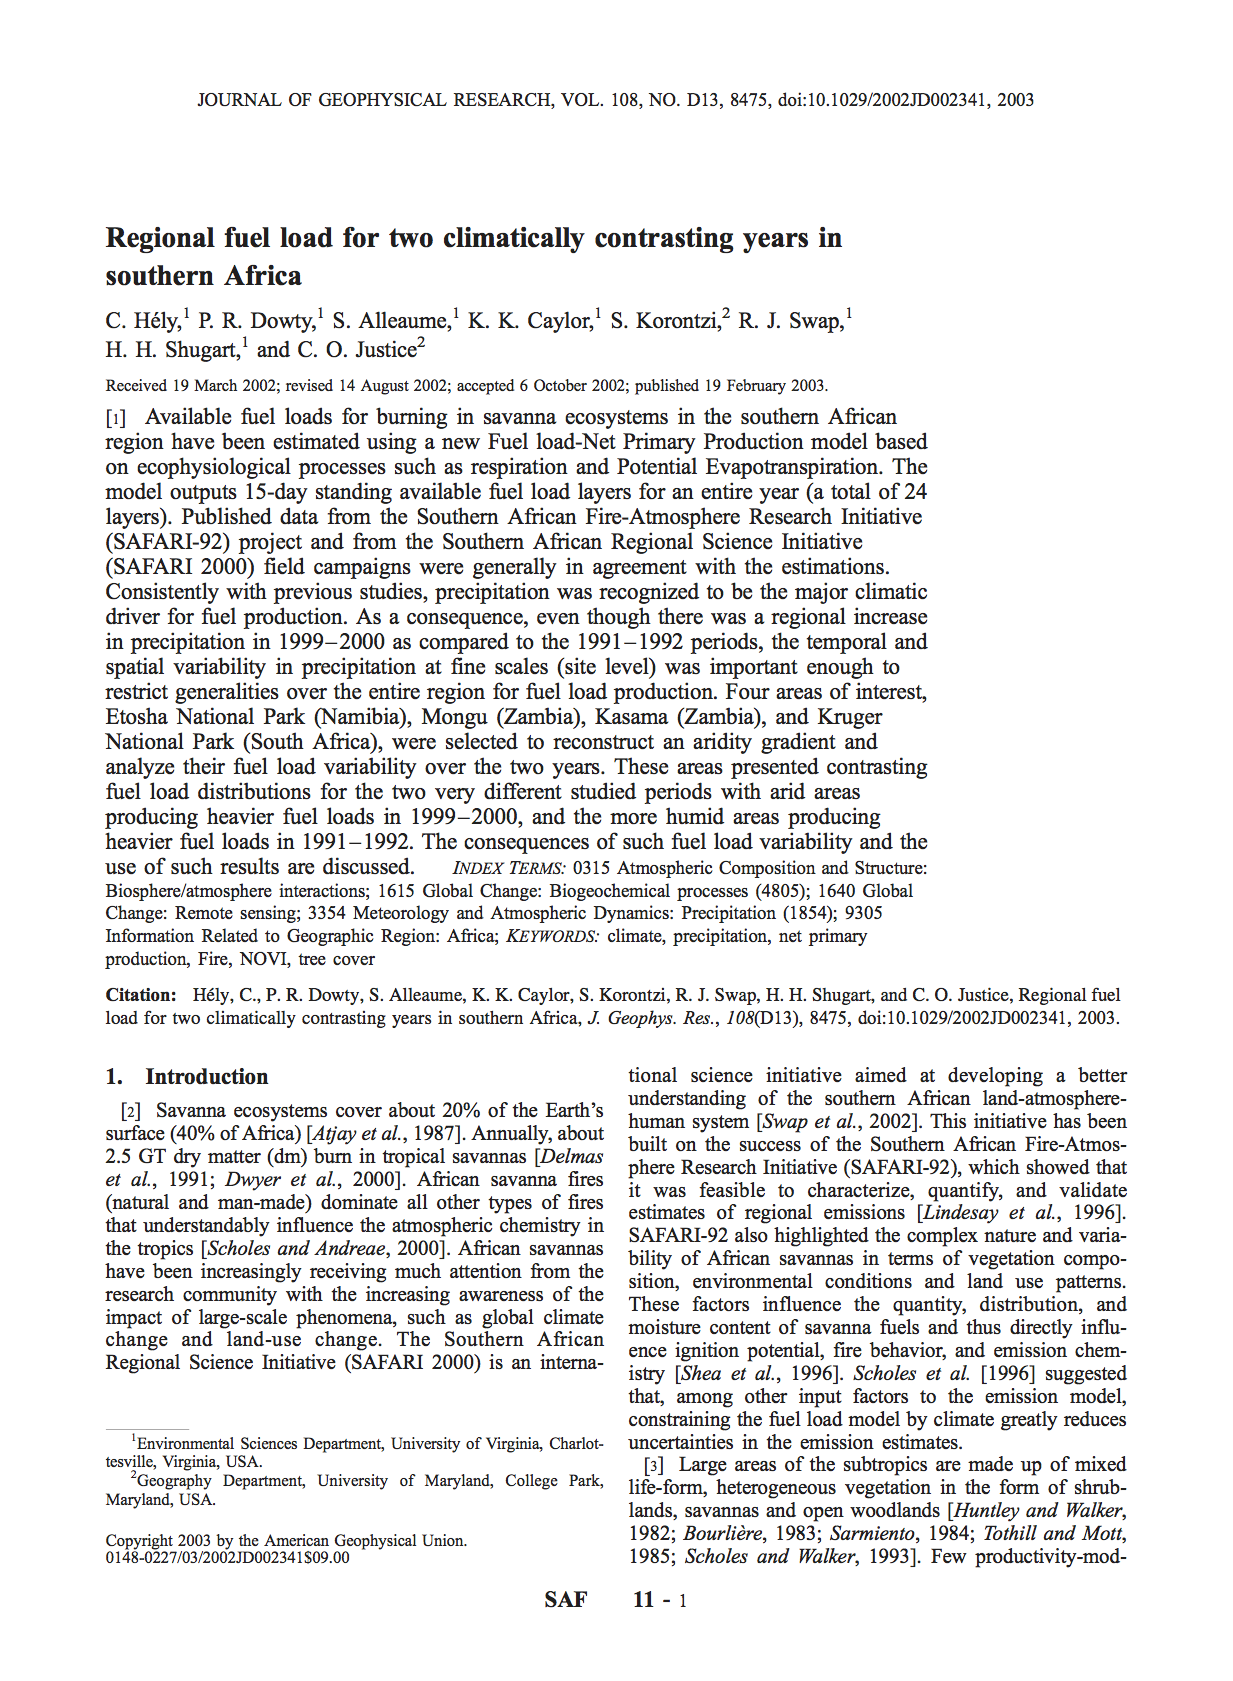 JOURNAL OF GEOPHYSICAL RESEARCH, VOL. 108, NO. D13, 8475, doi:10.1029/2002JD002341, 2003
Regional fuel load for two climatically contrasting years in
southern Africa
C. Hély,1 P. R. Dowty,1 S. Alleaume,1 K. K. Caylor,1 S. Korontzi,2 R. J. Swap,1
H. H. Shugart,1 and C. O. Justice2
Received 19 March 2002; revised 14 August 2002; accepted 6 October 2002; published 19 February 2003.
[1] Available fuel loads for burning in savanna ecosystems in the southern African
region have been estimated using a new Fuel load-Net Primary Production model based
on ecophysiological processes such as respiration and Potential Evapotranspiration. The
model outputs 15-day standing available fuel load layers for an entire year (a total of 24
layers). Published data from the Southern African Fire-Atmosphere Research Initiative
(SAFARI-92) project and from the Southern African Regional Science Initiative
(SAFARI 2000) field campaigns were generally in agreement with the estimations.
Consistently with previous studies, precipitation was recognized to be the major climatic
driver for fuel production. As a consequence, even though there was a regional increase
in precipitation in 1999–2000 as compared to the 1991–1992 periods, the temporal and
spatial variability in precipitation at fine scales (site level) was important enough to
restrict generalities over the entire region for fuel load production. Four areas of interest,
Etosha National Park (Namibia), Mongu (Zambia), Kasama (Zambia), and Kruger
National Park (South Africa), were selected to reconstruct an aridity gradient and
analyze their fuel load variability over the two years. These areas presented contrasting
fuel load distributions for the two very different studied periods with arid areas
producing heavier fuel loads in 1999–2000, and the more humid areas producing
heavier fuel loads in 1991–1992. The consequences of such fuel load variability and the
use of such results are discussed. INDEX TERMS: 0315 Atmospheric Composition and Structure:
Biosphere/atmosphere interactions; 1615 Global Change: Biogeochemical processes (4805); 1640 Global
Change: Remote sensing; 3354 Meteorology and Atmospheric Dynamics: Precipitation (1854); 9305
Information Related to Geographic Region: Africa; KEYWORDS: climate, precipitation, net primary
production, Fire, NOVI, tree cover
Citation: Hély, C., P. R. Dowty, S. Alleaume, K. K. Caylor, S. Korontzi, R. J. Swap, H. H. Shugart, and C. O. Justice, Regional fuel
load for two climatically contrasting years in southern Africa, J. Geophys. Res., 108(D13), 8475, doi:10.1029/2002JD002341, 2003.
1. Introduction
[2] Savanna ecosystems cover about 20% of the Earth's
surface (40% of Africa) [Atjay et al., 1987]. Annually, about
2.5 GT dry matter (dm) burn in tropical savannas [Delmas
et al., 1991; Dwyer et al., 2000]. African savanna fires
(natural and man-made) dominate all other types of fires
that understandably influence the atmospheric chemistry in
the tropics [Scholes and Andreae, 2000]. African savannas
have been increasingly receiving much attention from the
research community with the increasing awareness of the
impact of large-scale phenomena, such as global climate
change and land-use change. The Southern African
Regional Science Initiative (SAFARI 2000) is an interna-
1Environmental Sciences Department, University of Virginia, Charlot-
tesville, Virginia, USA.
2Geography Department, University of Maryland, College Park,
Maryland, USA.
Copyright 2003 by the American Geophysical Union.
0148-0227/03/2002JD002341$09.00
tional science initiative aimed at developing a better
understanding of the southern African land-atmosphere-
human system [Swap et al., 2002]. This initiative has been
built on the success of the Southern African Fire-Atmos-
phere Research Initiative (SAFARI-92), which showed that
it was feasible to characterize, quantify, and validate
estimates of regional emissions [Lindesay et al., 1996].
SAFARI-92 also highlighted the complex nature and varia-
bility of African savannas in terms of vegetation compo-
sition, environmental conditions and land use patterns.
These factors influence the quantity, distribution, and
moisture content of savanna fuels and thus directly influ-
ence ignition potential, fire behavior, and emission chem-
istry [Shea et al., 1996]. Scholes et al. [1996] suggested
that, among other input factors to the emission model,
constraining the fuel load model by climate greatly reduces
uncertainties in the emission estimates.
[3] Large areas of the subtropics are made up of mixed
life-form, heterogeneous vegetation in the form of shrub-
lands, savannas and open woodlands [Huntley and Walker,
1982; Bourlière, 1983; Sarmiento, 1984; Tothill and Mott,
1985; Scholes and Walker, 1993]. Few productivity-mod-
SAF 11 - 1